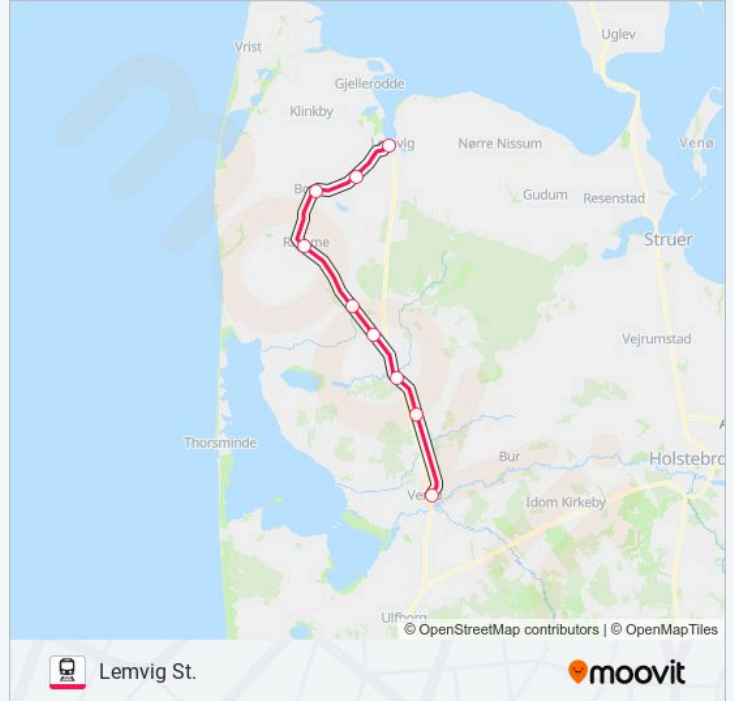 Uglev
Vrist
Gjellerodde
Klinkby
Nørre Nissum
Venø
Gudum
Resenstad
Struer
Vejrumstad
Thorsminde
Bur
Holstebro
Idom Kirkeby
Ulfborg
© OpenStreetMap contributors | © OpenMapTiles
Lemvig St.
moovit